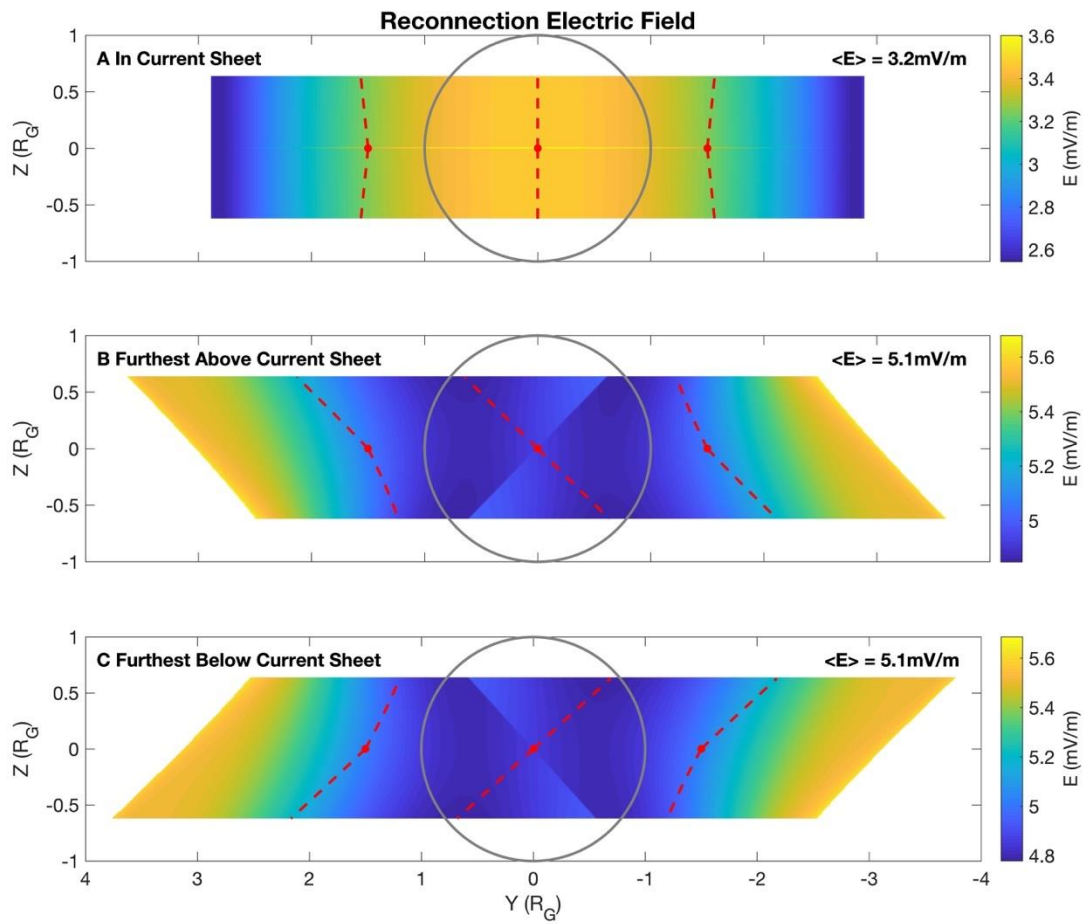 Reconnection Electric Field
A In Current Sheet
<E> = 3.2mV/m
Z (R_G)
1
0.5
0
-0.5
-1
3.6
3.4
3.2
3
2.8
2.6
E (mV/m)
B Furthest Above Current Sheet
<E> = 5.1mV/m
Z (R_G)
1
0.5
0
-0.5
-1
5.6
5.4
5.2
5
E (mV/m)
C Furthest Below Current Sheet
<E> = 5.1mV/m
Z (R_G)
1
0.5
0
-0.5
-1
5.6
5.4
5.2
5
4.8
E (mV/m)
4 3 2 1 0 -1 -2 -3 -4
Y (R_G)